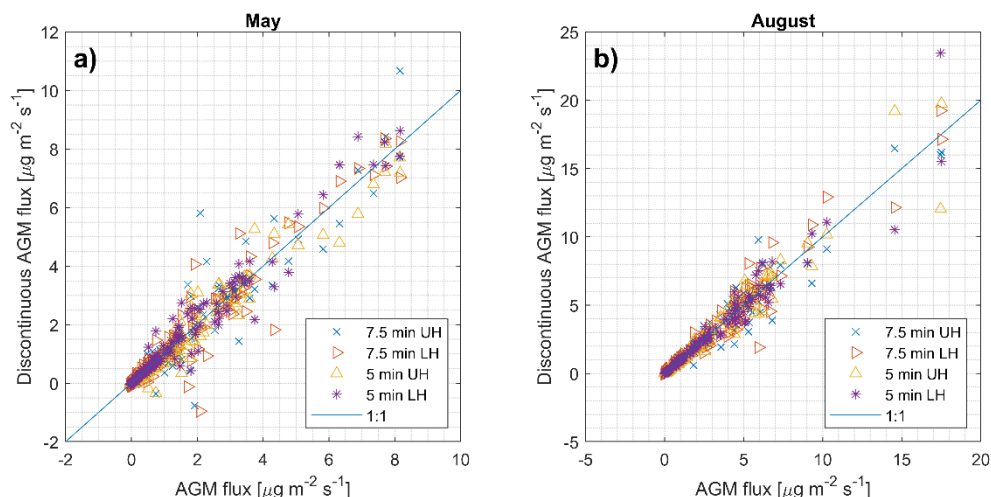 May
a)
Discontinuous AGM flux [μg m⁻² s⁻¹]
12
10
8
6
4
2
0
-2
-2
0
2
4
6
8
10
AGM flux [μg m⁻² s⁻¹]
7.5 min UH
7.5 min LH
5 min UH
5 min LH
1:1
August
b)
Discontinuous AGM flux [μg m⁻² s⁻¹]
25
20
15
10
5
0
-5
-5
0
5
10
15
20
AGM flux [μg m⁻² s⁻¹]
7.5 min UH
7.5 min LH
5 min UH
5 min LH
1:1